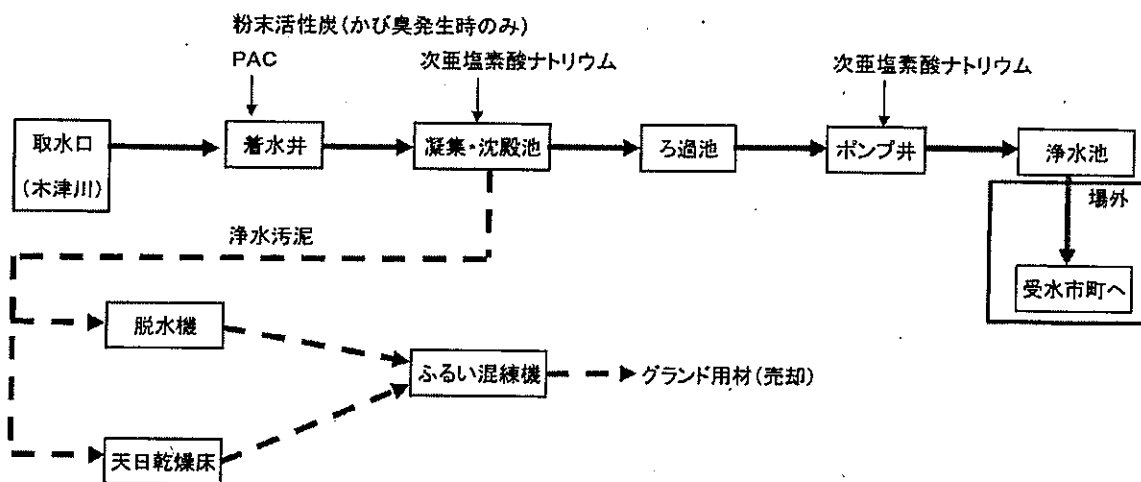 粉末活性炭(かび臭発生時のみ)
PAC
次亜塩素酸ナトリウム
次亜塩素酸ナトリウム
取水口
(木津川)
着水井
凝集・沈殿池
ろ過池
ポンプ井
浄水池
場外
受水市町へ
浄水汚泥
脱水機
ふるい混練機
グランド用材(売却)
天日乾燥床